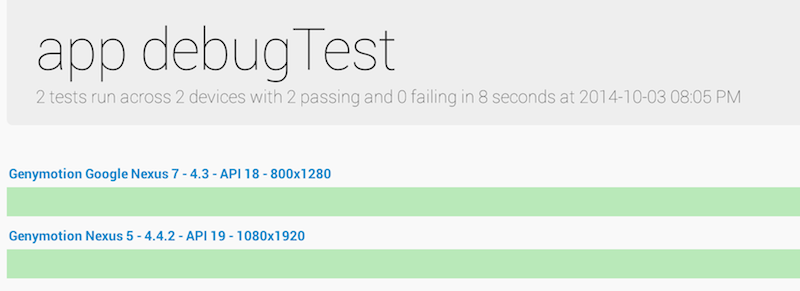 app debugTest
2 tests run across 2 devices with 2 passing and 0 failing in 8 seconds at 2014-10-03 08:05 PM
Genymotion Google Nexus 7 - 4.3 - API 18 - 800x1280
Genymotion Nexus 5 - 4.4.2 - API 19 - 1080x1920